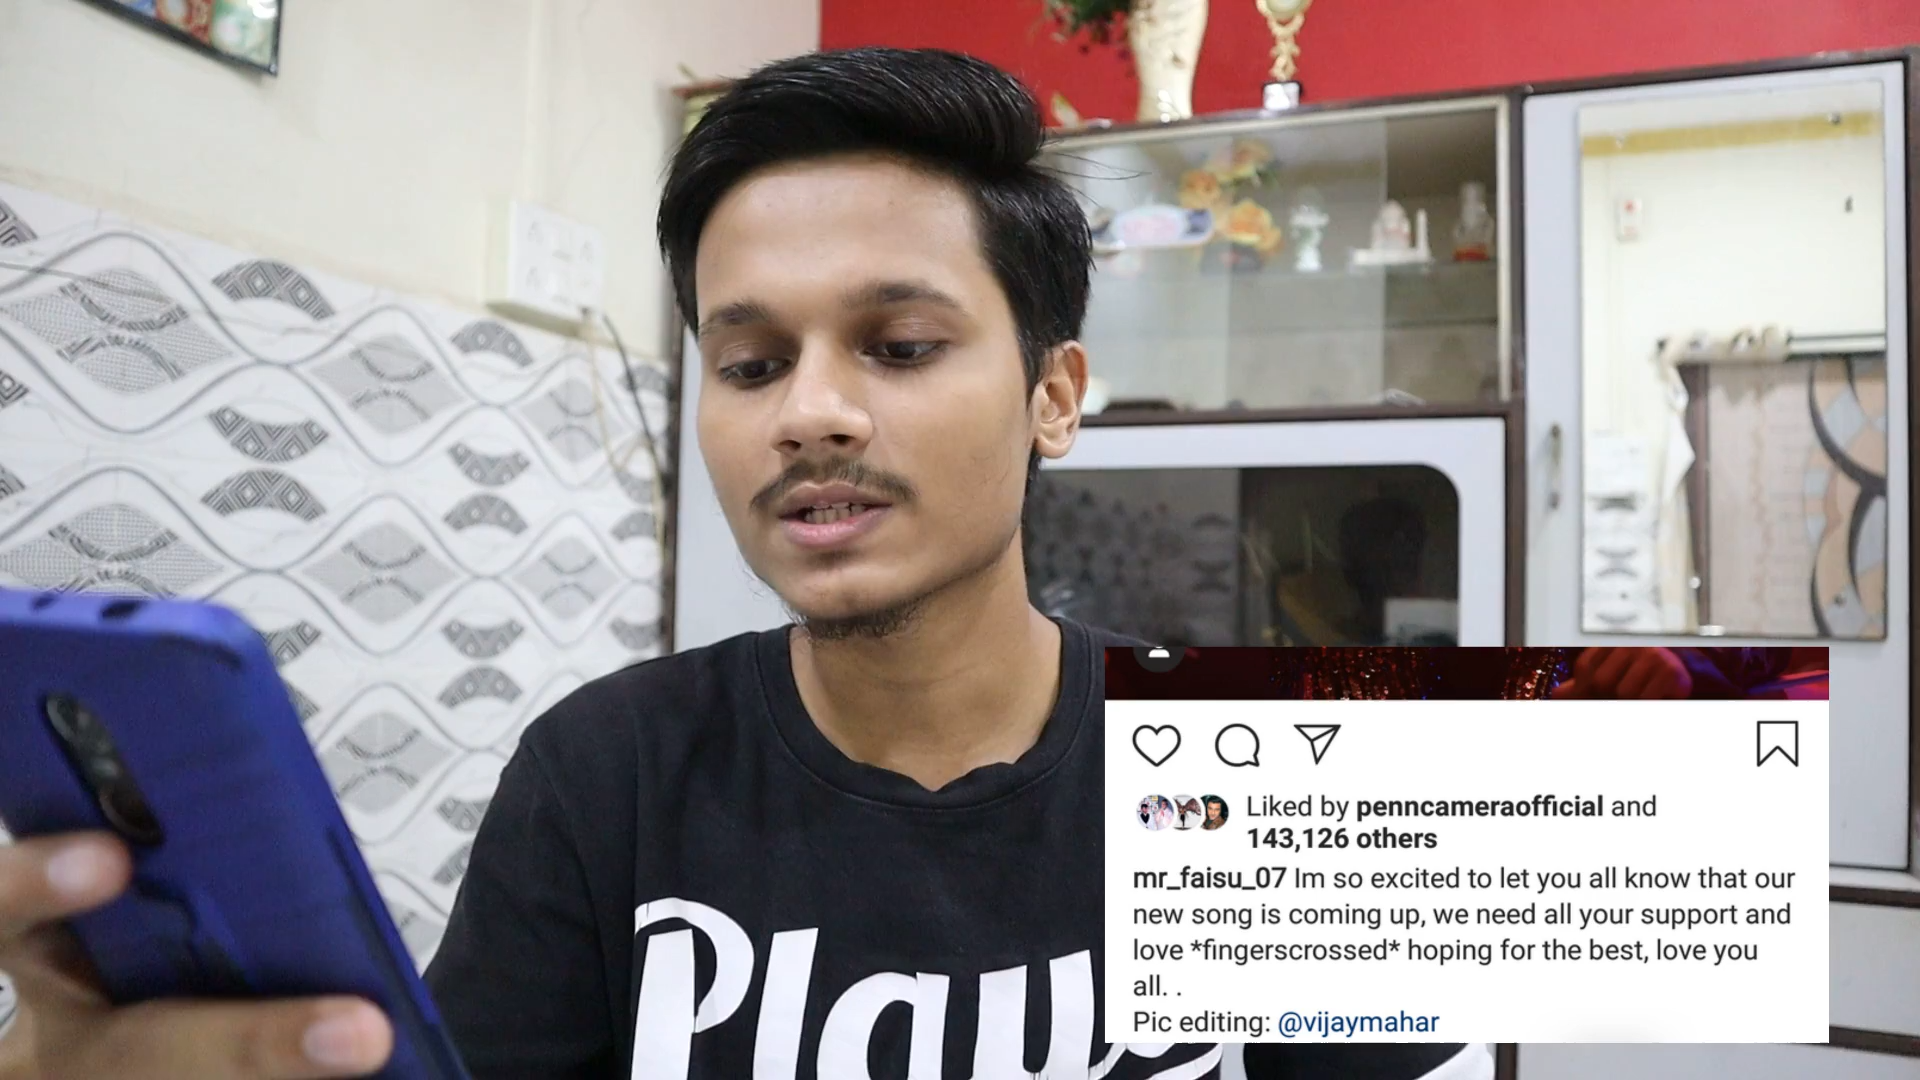 Play
Liked by penncameraofficial and
143,126 others
mr_faisu_07 Im so excited to let you all know that our
new song is coming up, we need all your support and
love *fingerscrossed* hoping for the best, love you
all. .
Pic editing: @vijaymahar